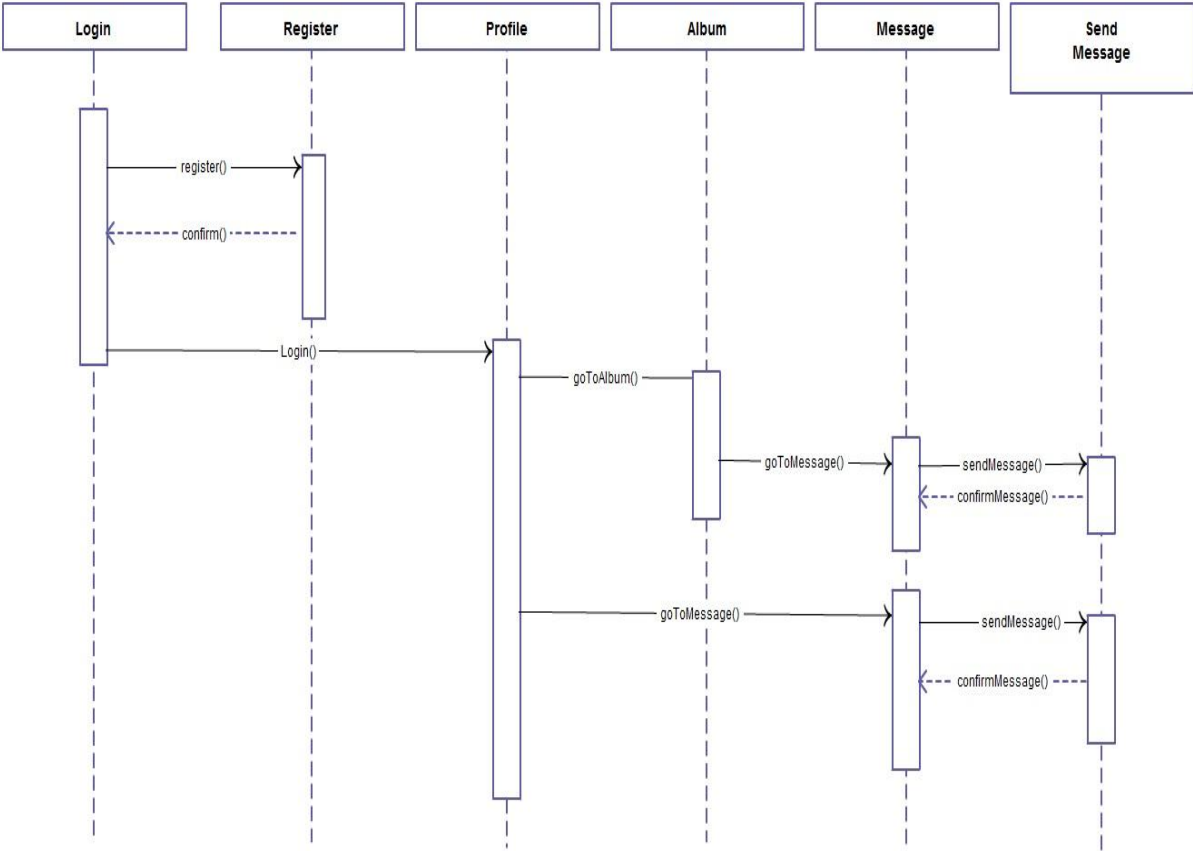 Login
Register
Profile
Album
Message
Send
Message
register()
confirm()
Login()
goToAlbum()
goToMessage()
sendMessage()
confirmMessage()
goToMessage()
sendMessage()
confirmMessage()